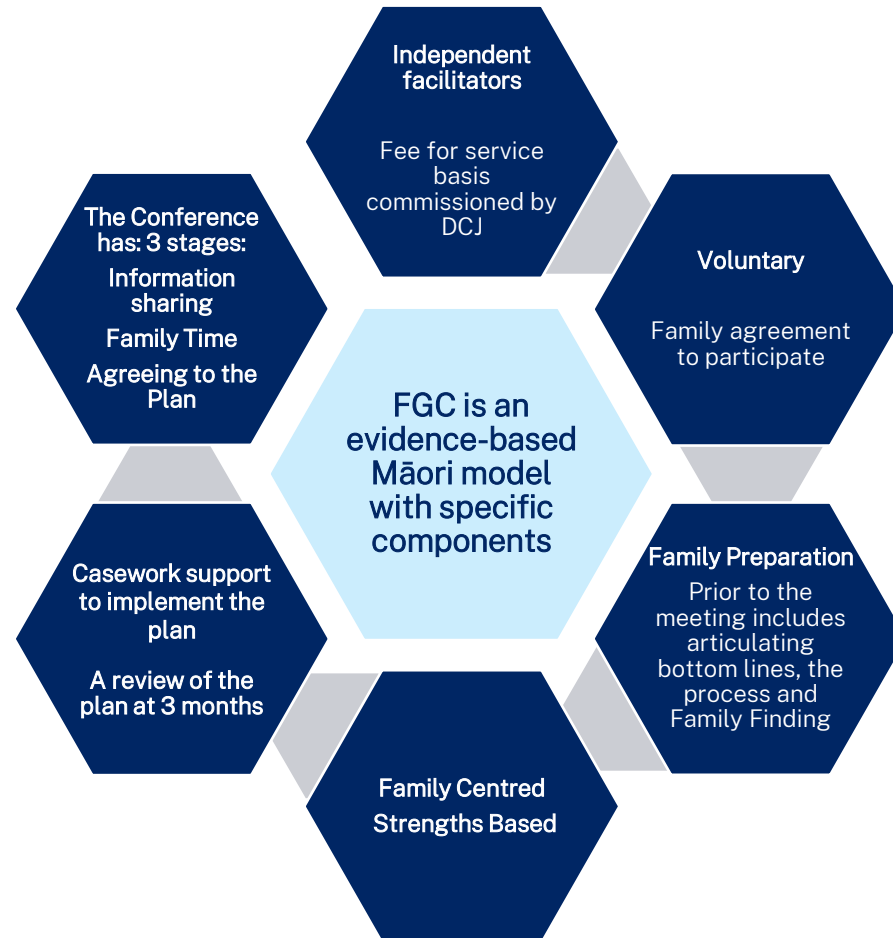 Independent
facilitators
Fee for service
basis
commissioned by
DCJ
Voluntary
Family agreement
to participate
Family Preparation
Prior to the
meeting includes
articulating
bottom lines, the
process and
Family Finding
Family Centred
Strengths Based
Casework support
to implement the
plan
A review of the
plan at 3 months
The Conference
has: 3 stages:
Information
sharing
Family Time
Agreeing to the
Plan
FGC is an
evidence-based
Māori model
with specific
components